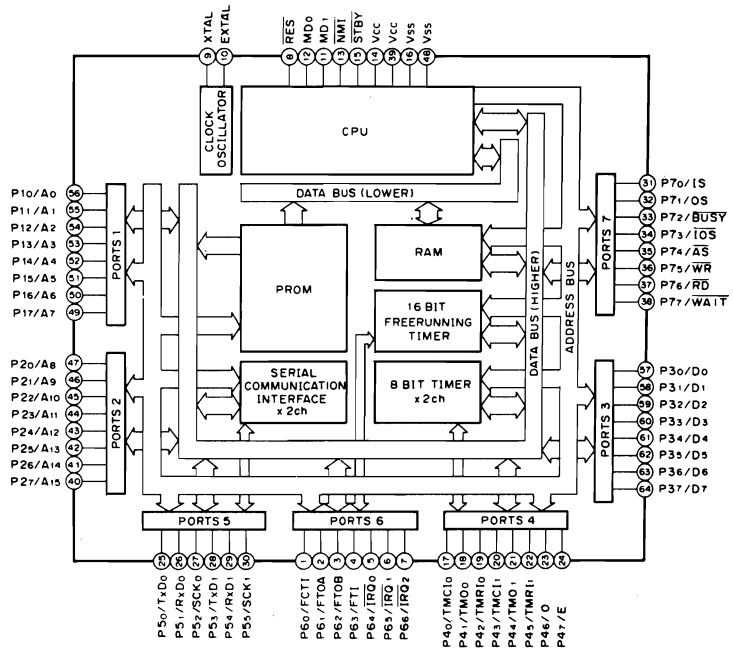 XTAL
EXTAL
RES
MD0
MD1
NMI
STBY
Vcc
Vcc
Vss
Vss
9
10
8
12
11
13
15
14
39
16
48
CLOCK
OSCILLATOR
CPU
DATA BUS (LOWER)
PROM
RAM
16 BIT
FREERUNNING
TIMER
SERIAL
COMMUNICATION
INTERFACE
x 2ch
8 BIT TIMER
x 2ch
DATA BUS (HIGHER)
ADDRESS BUS
P10/A0 56
P11/A1 55
P12/A2 54
P13/A3 53
P14/A4 52
P15/A5 51
P16/A6 50
P17/A7 49
PORTS 1
P20/A8 47
P21/A9 46
P22/A10 45
P23/A11 44
P24/A12 43
P25/A13 42
P26/A14 41
P27/A15 40
PORTS 2
PORTS 7
31 P70/IS
32 P71/OS
33 P72/BUSY
34 P73/IOS
35 P74/AS
36 P75/WR
37 P76/RD
38 P77/WAIT
PORTS 3
57 P30/D0
58 P31/D1
59 P32/D2
60 P33/D3
61 P34/D4
62 P35/D5
63 P36/D6
64 P37/D7
PORTS 5
25 P50/TxD0
26 P51/RxD0
27 P52/SCK0
28 P53/TxD1
29 P54/RxD1
30 P55/SCK1
PORTS 6
1 P60/FCTI
2 P61/FTOA
3 P62/FTOB
4 P63/FTI
5 P64/IRQ0
6 P65/IRQ1
7 P66/IRQ2
PORTS 4
17 P40/TMCI0
18 P41/TMO0
19 P42/TMRI0
20 P43/TMCI1
21 P44/TMO1
22 P45/TMRI1
23 P46/O
24 P47/E